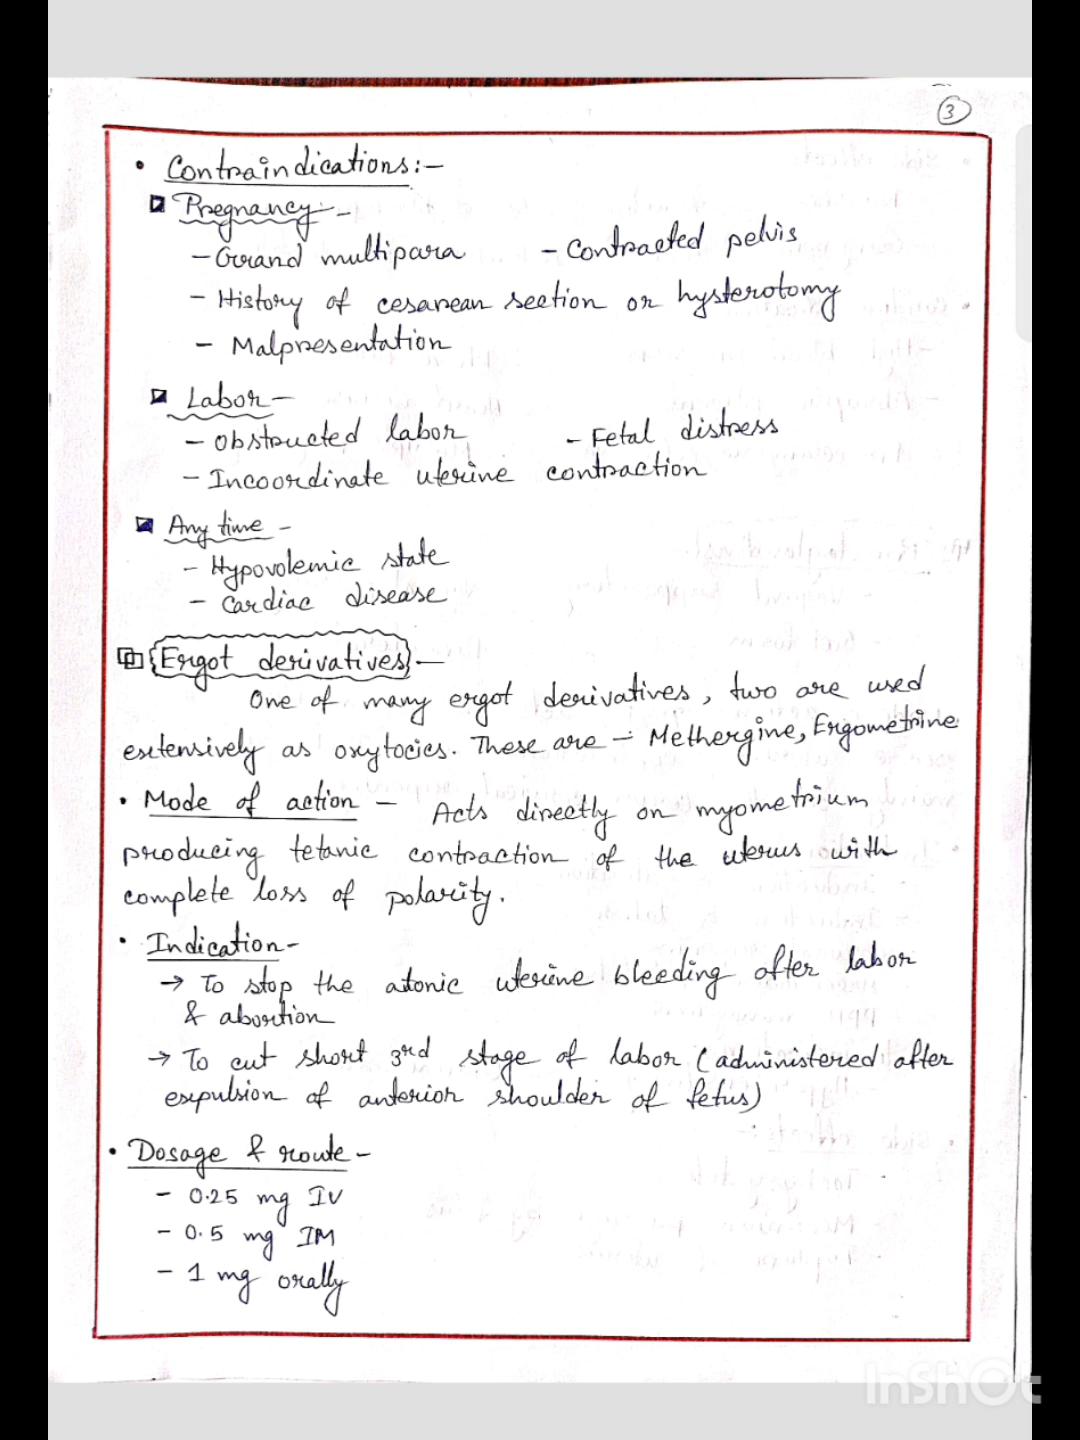 3
• Contraindications:-
Pregnancy:-
- Grand multipara - Contracted pelvis
- History of cesarean section or hysterotomy
- Malpresentation
Labor-
- Obstructed labor - Fetal distress
- Incoordinate uterine contraction
Any time -
- Hypovolemic state
- Cardiac disease
Ergot derivatives-
One of many ergot derivatives, two are used
extensively as oxytocics. These are - Methergine, Ergometrine
• Mode of action - Acts directly on myometrium
producing tetanic contraction of the uterus with
complete loss of polarity.
• Indication-
→ To stop the atonic uterine bleeding after labor
& abortion
→ To cut short 3rd stage of labor (administered after
expulsion of anterior shoulder of fetus)
• Dosage & route-
- 0.25 mg IV
- 0.5 mg IM
- 1 mg orally
InShOt